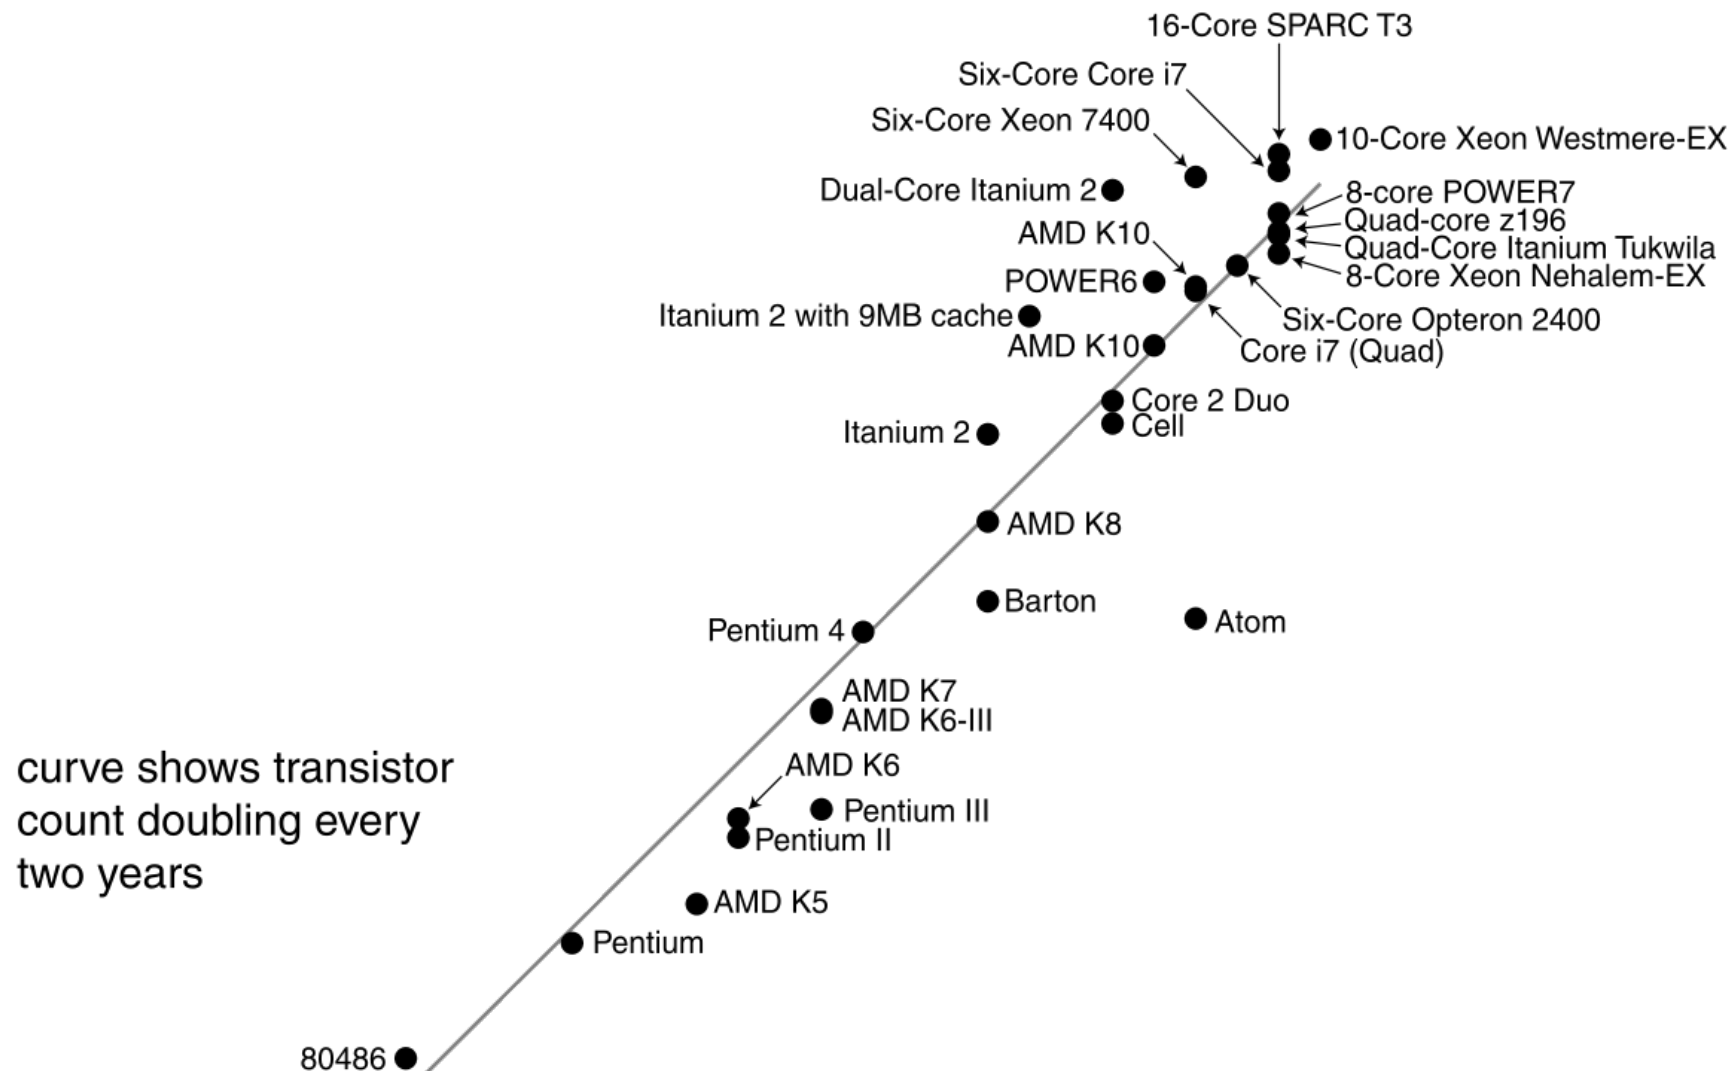 16-Core SPARC T3
Six-Core Core i7
Six-Core Xeon 7400
10-Core Xeon Westmere-EX
Dual-Core Itanium 2
8-core POWER7
Quad-core z196
AMD K10
Quad-Core Itanium Tukwila
POWER6
8-Core Xeon Nehalem-EX
Itanium 2 with 9MB cache
Six-Core Opteron 2400
AMD K10
Core i7 (Quad)
Core 2 Duo
Cell
Itanium 2
AMD K8
Barton
Atom
Pentium 4
AMD K7
AMD K6-III
curve shows transistor
count doubling every
two years
AMD K6
Pentium III
Pentium II
AMD K5
Pentium
80486